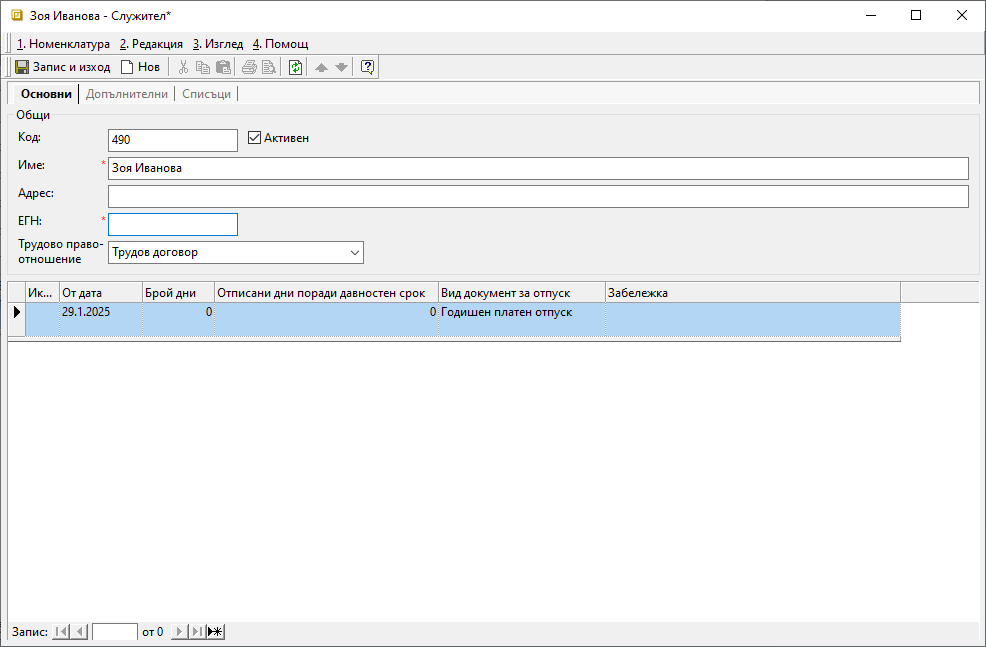 Зоя Иванова - Служител*
1. Номенклатура 2. Редакция 3. Изглед 4. Помощ
Запис и изход Нов
Основни Допълнителни Списъци
Общи
Код: 490 Активен
Име: * Зоя Иванова
Адрес:
ЕГН: *
Трудово право-
отношение Трудов договор
Ик... От дата Брой дни Отписани дни поради давностен срок Вид документ за отпуск Забележка
29.1.2025 0 0 Годишен платен отпуск
Запис: от 0